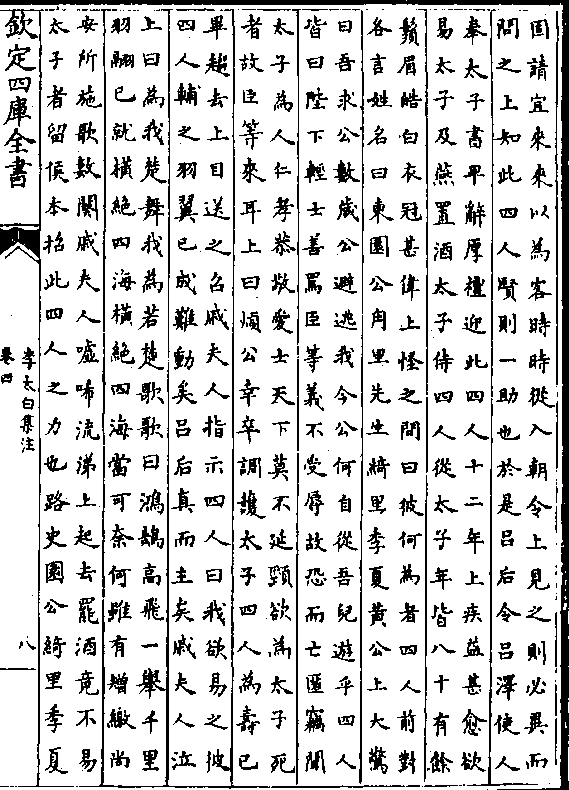 固請宜來來以為客時時從入朝令上見之則必異而
問之上知此四人賢則一助也於是吕后令吕澤使人
奉太子書卑辭厚禮迎此四人十二年上疾益甚愈欲
易太子及燕置酒太子侍四人從太子年皆八十有餘
鬚眉皓白衣冠甚偉上怪之問曰彼何為者四人前對
各言姓名曰東園公甪里先生綺里季夏黄公上大驚
曰吾求公數嵗公避逃我今公何自從吾兒遊乎四人
皆曰陛下輕士善罵臣等義不受辱故恐而亡匿竊聞
太子為人仁孝恭敬愛士天下莫不延頸欲為太子死
者故臣等來耳上曰煩公幸卒調護太子四人為壽已
畢趨去上目送之召戚夫人指示四人曰我欲易之彼
四人輔之羽翼已成難動矣吕后真而主矣戚夫人泣
上曰為我楚舞我為若楚歌歌曰鴻鵠高飛一舉千里
羽翮已就横絶四海横絶四海當可奈何雖有矰繳尚
安所施歌數闋戚夫人嘘唏流涕上起去罷酒竟不易
太子者留侯本招此四人之力也路史園公綺里季夏
欽定四庫全書
李太白集注
卷四
八